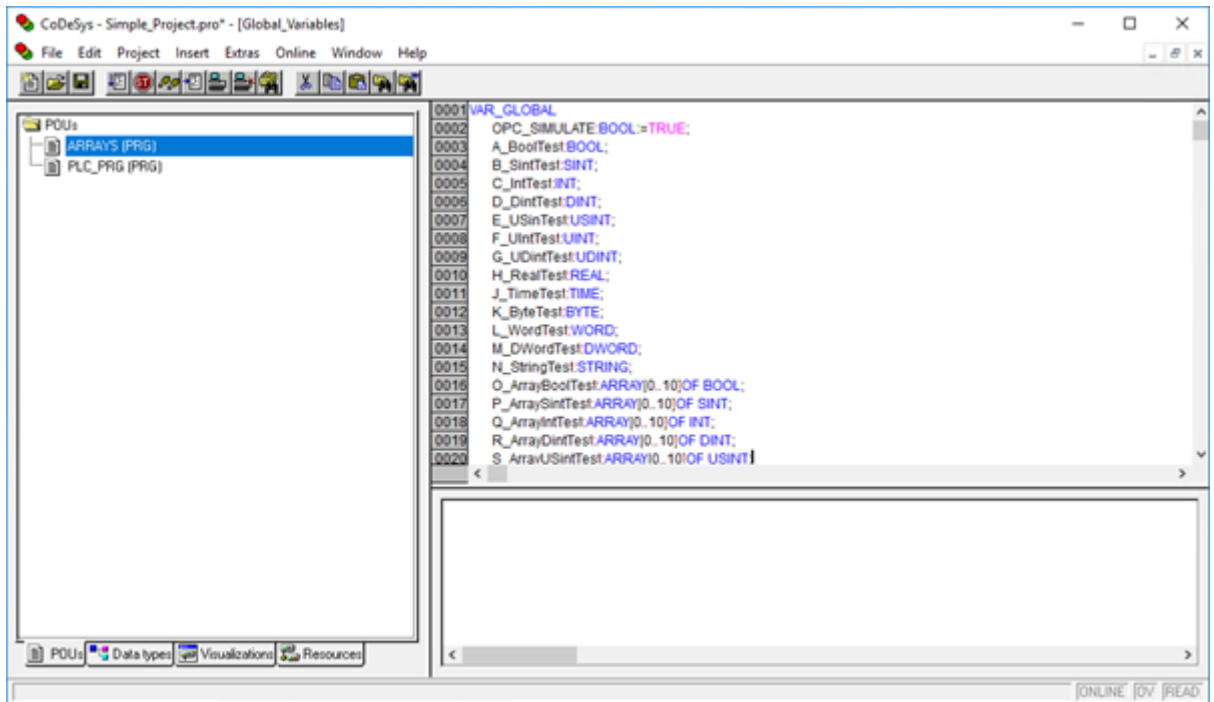 CoDeSys - Simple_Project.pro* - [Global_Variables]
File Edit Project Insert Extras Online Window Help
POUs
ARRAYS (PRG)
PLC_PRG (PRG)
0001 VAR_GLOBAL
0002 OPC_SIMULATE:BOOL:=TRUE;
0003 A_BoolTest:BOOL;
0004 B_SintTest:SINT;
0005 C_IntTest:INT;
0006 D_DintTest:DINT;
0007 E_USinTest:USINT;
0008 F_UIntTest:UINT;
0009 G_UDintTest:UDINT;
0010 H_RealTest:REAL;
0011 J_TimeTest:TIME;
0012 K_ByteTest:BYTE;
0013 L_WordTest:WORD;
0014 M_DWordTest:DWORD;
0015 N_StringTest:STRING;
0016 O_ArrayBoolTest:ARRAY[0..10]OF BOOL;
0017 P_ArraySintTest:ARRAY[0..10]OF SINT;
0018 Q_ArrayIntTest:ARRAY[0..10]OF INT;
0019 R_ArrayDintTest:ARRAY[0..10]OF DINT;
0020 S_ArrayUSintTest:ARRAY[0..10]OF USINT;
POUs Data types Visualizations Resources
ONLINE OV READ